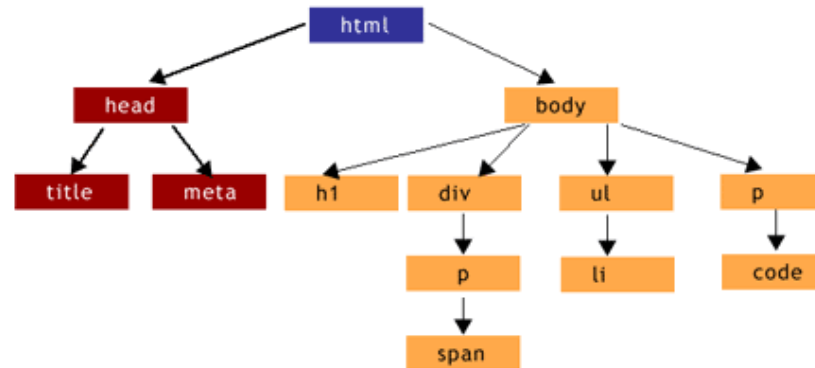 html
head body
title meta h1 div ul p
p li code
span